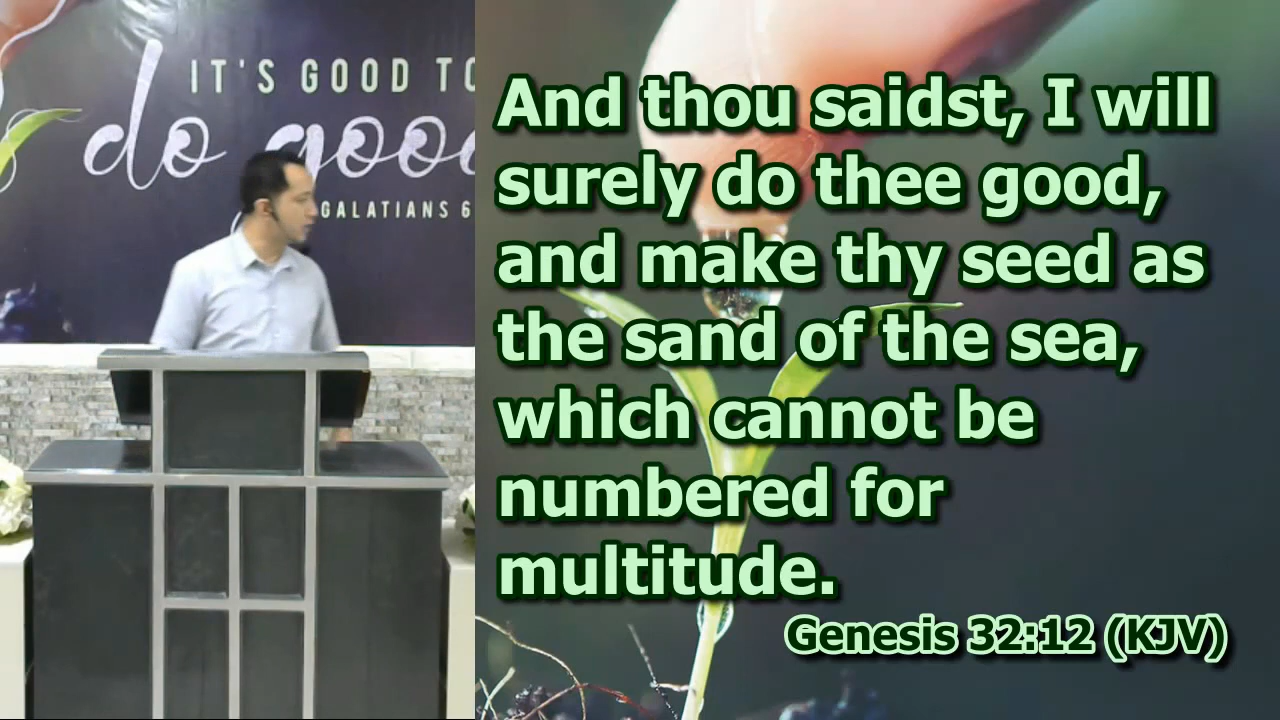 IT'S GOOD TO
do good
GALATIANS 6
And thou saidst, I will
surely do thee good,
and make thy seed as
the sand of the sea,
which cannot be
numbered for
multitude.
Genesis 32:12 (KJV)